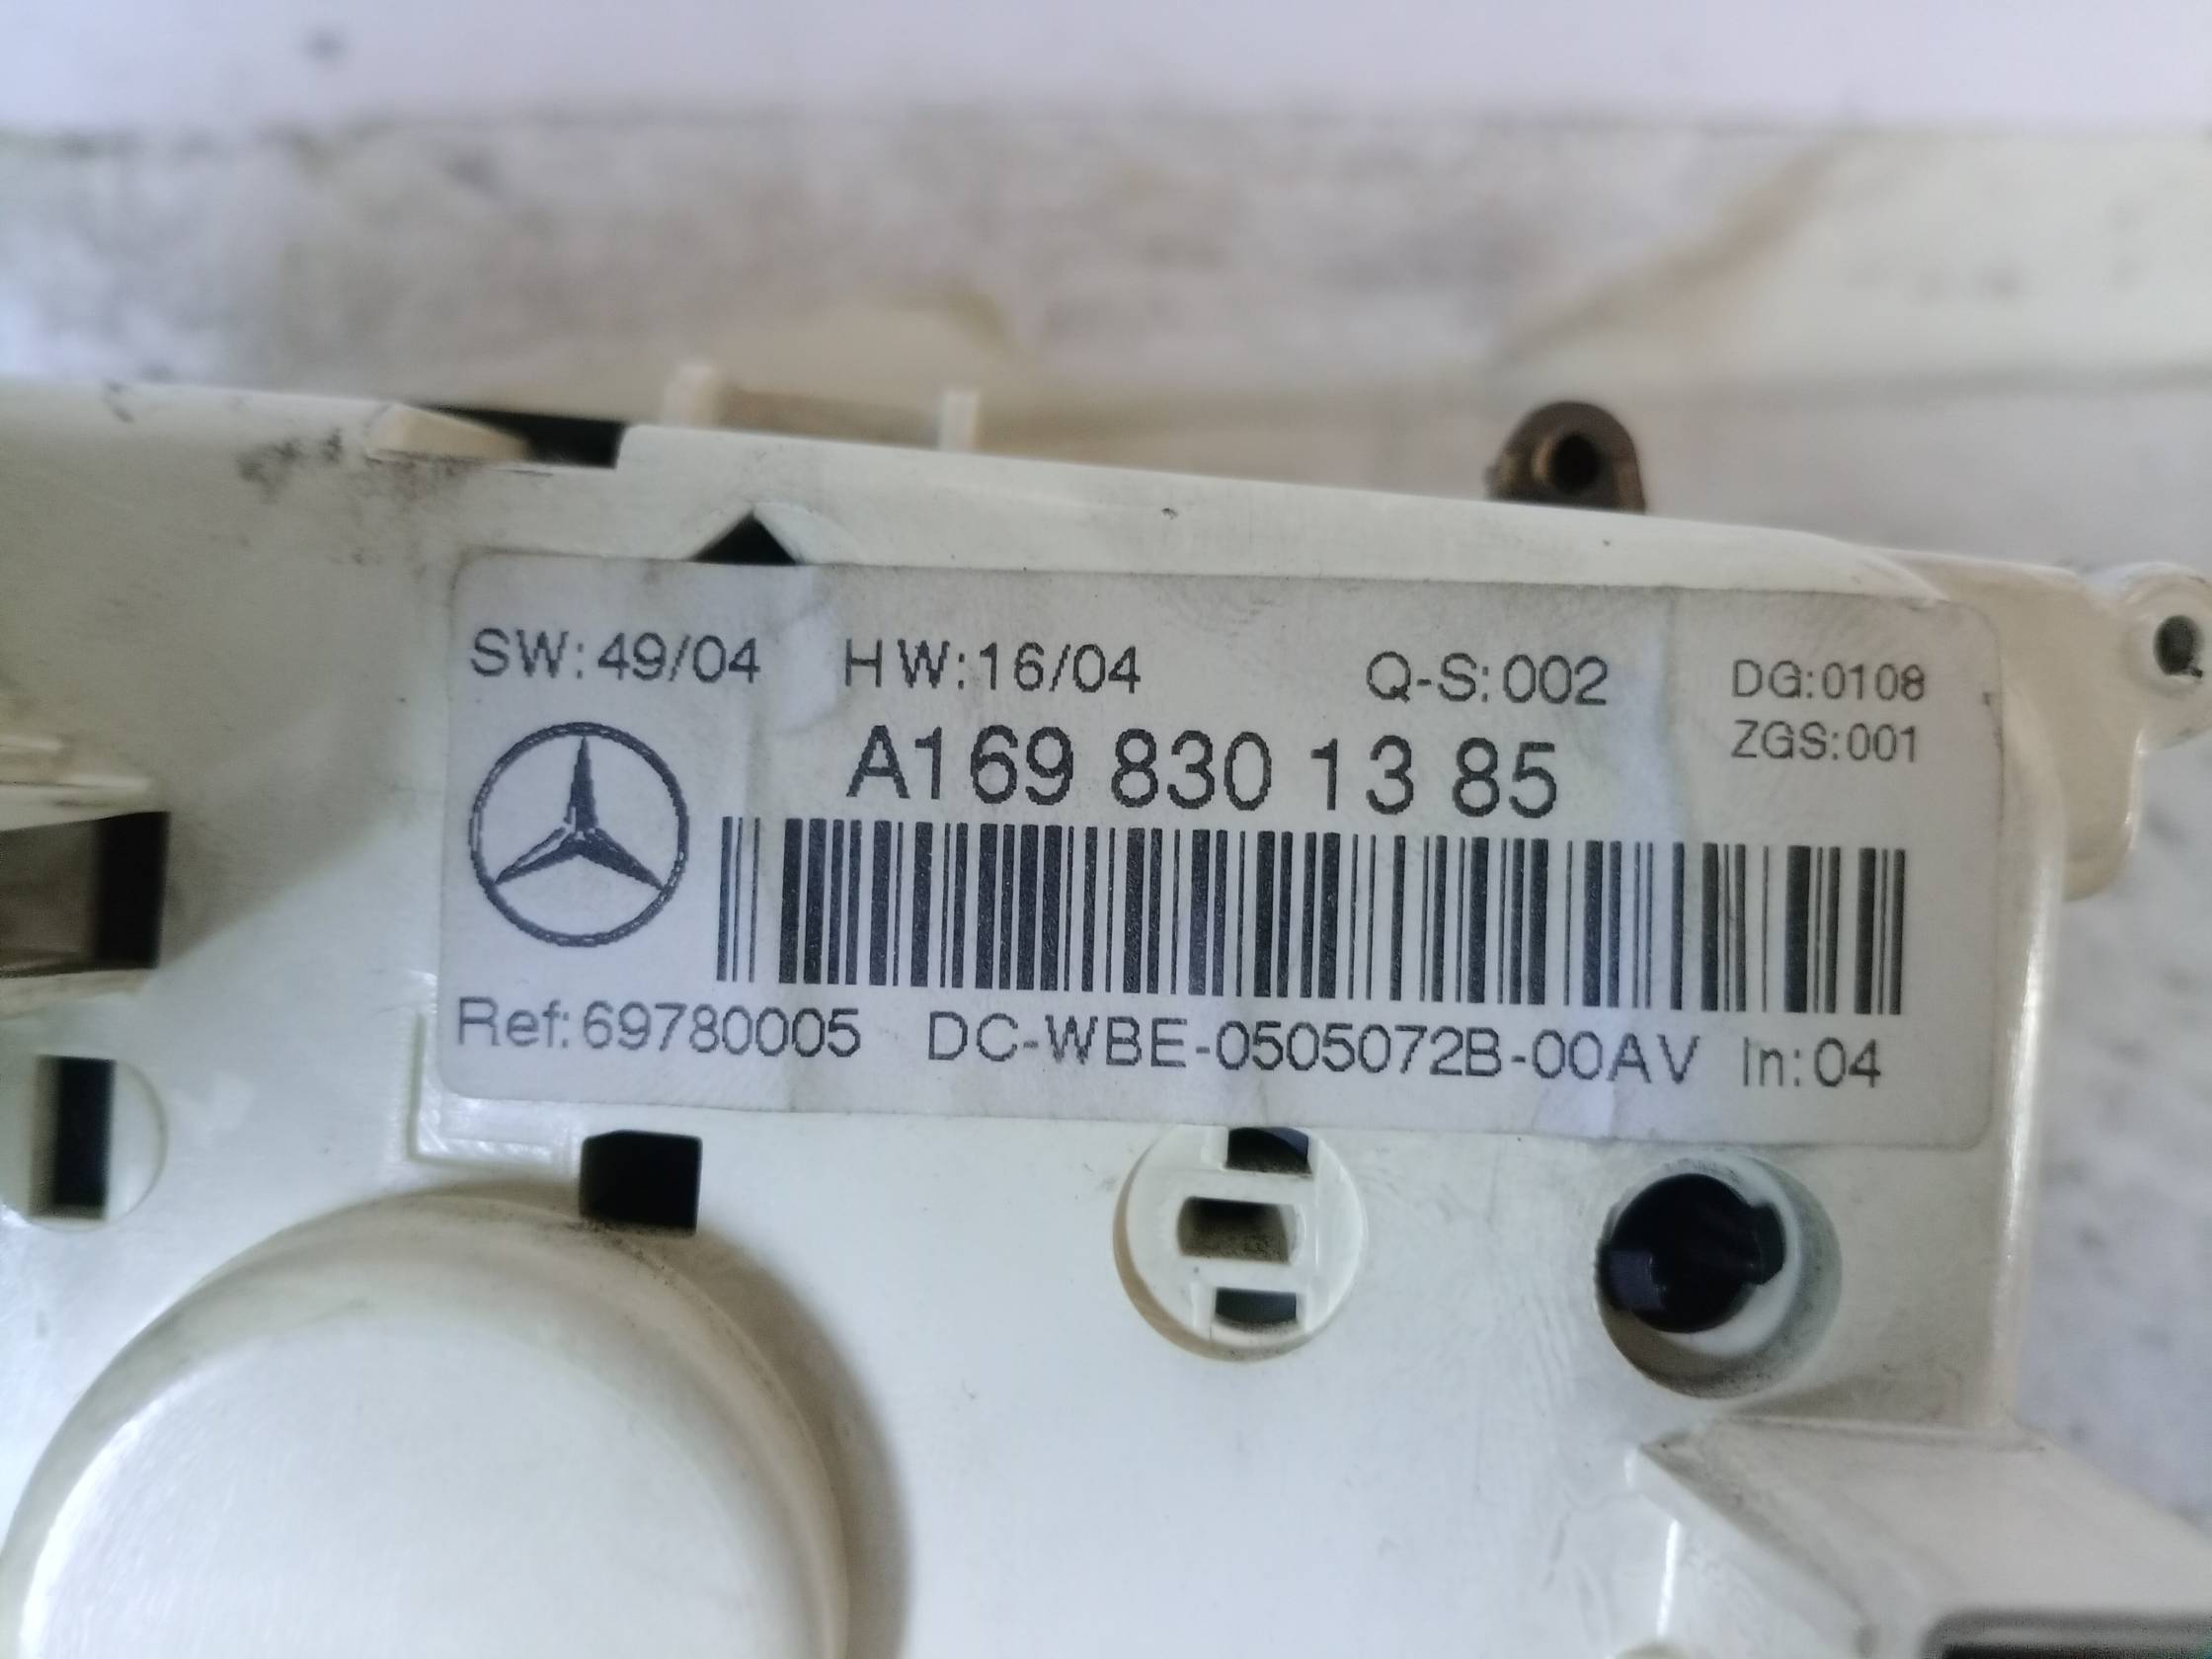 SW:49/04 HW:16/04 Q-S:002 DG:0108
ZGS:001
A169 830 13 85
Ref:69780005 DC-WBE-0505072B-00AV In:04